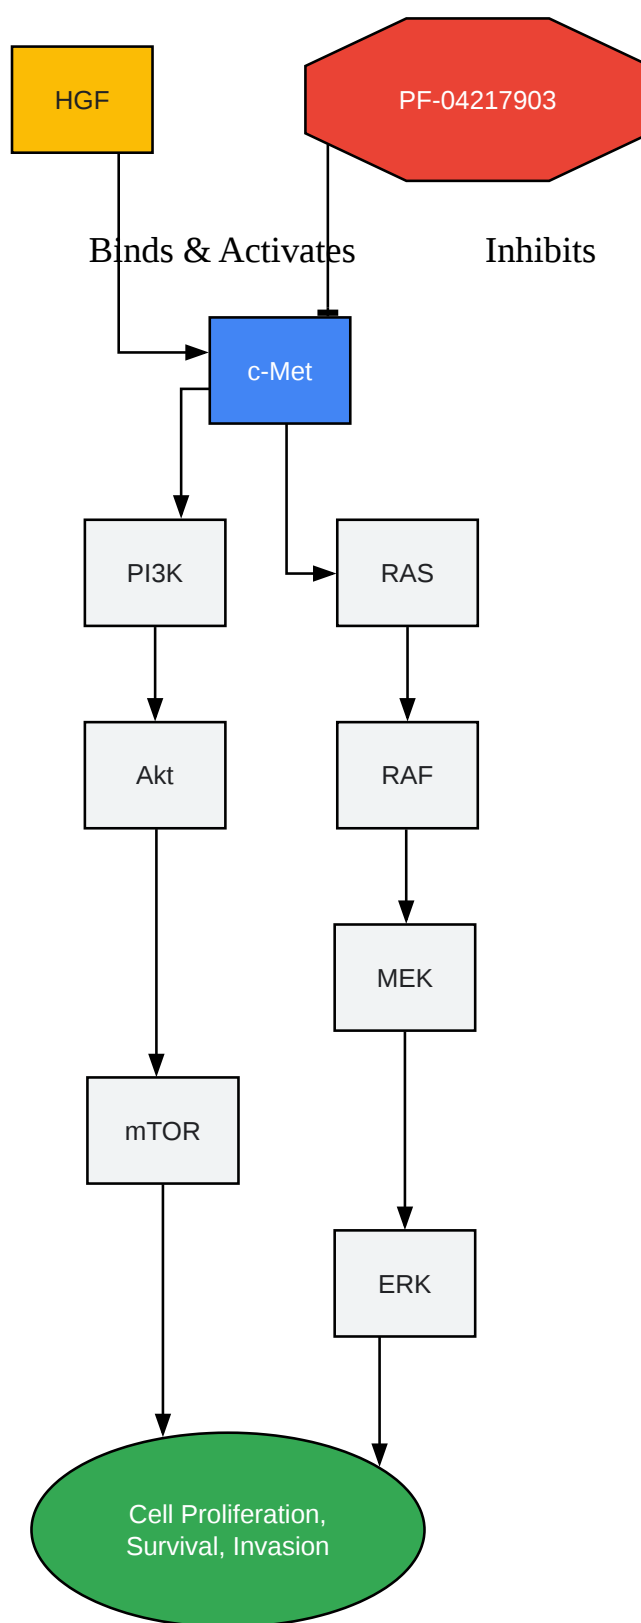 HGF
PF-04217903
Binds & Activates
Inhibits
c-Met
PI3K
RAS
Akt
RAF
MEK
mTOR
ERK
Cell Proliferation,
Survival, Invasion